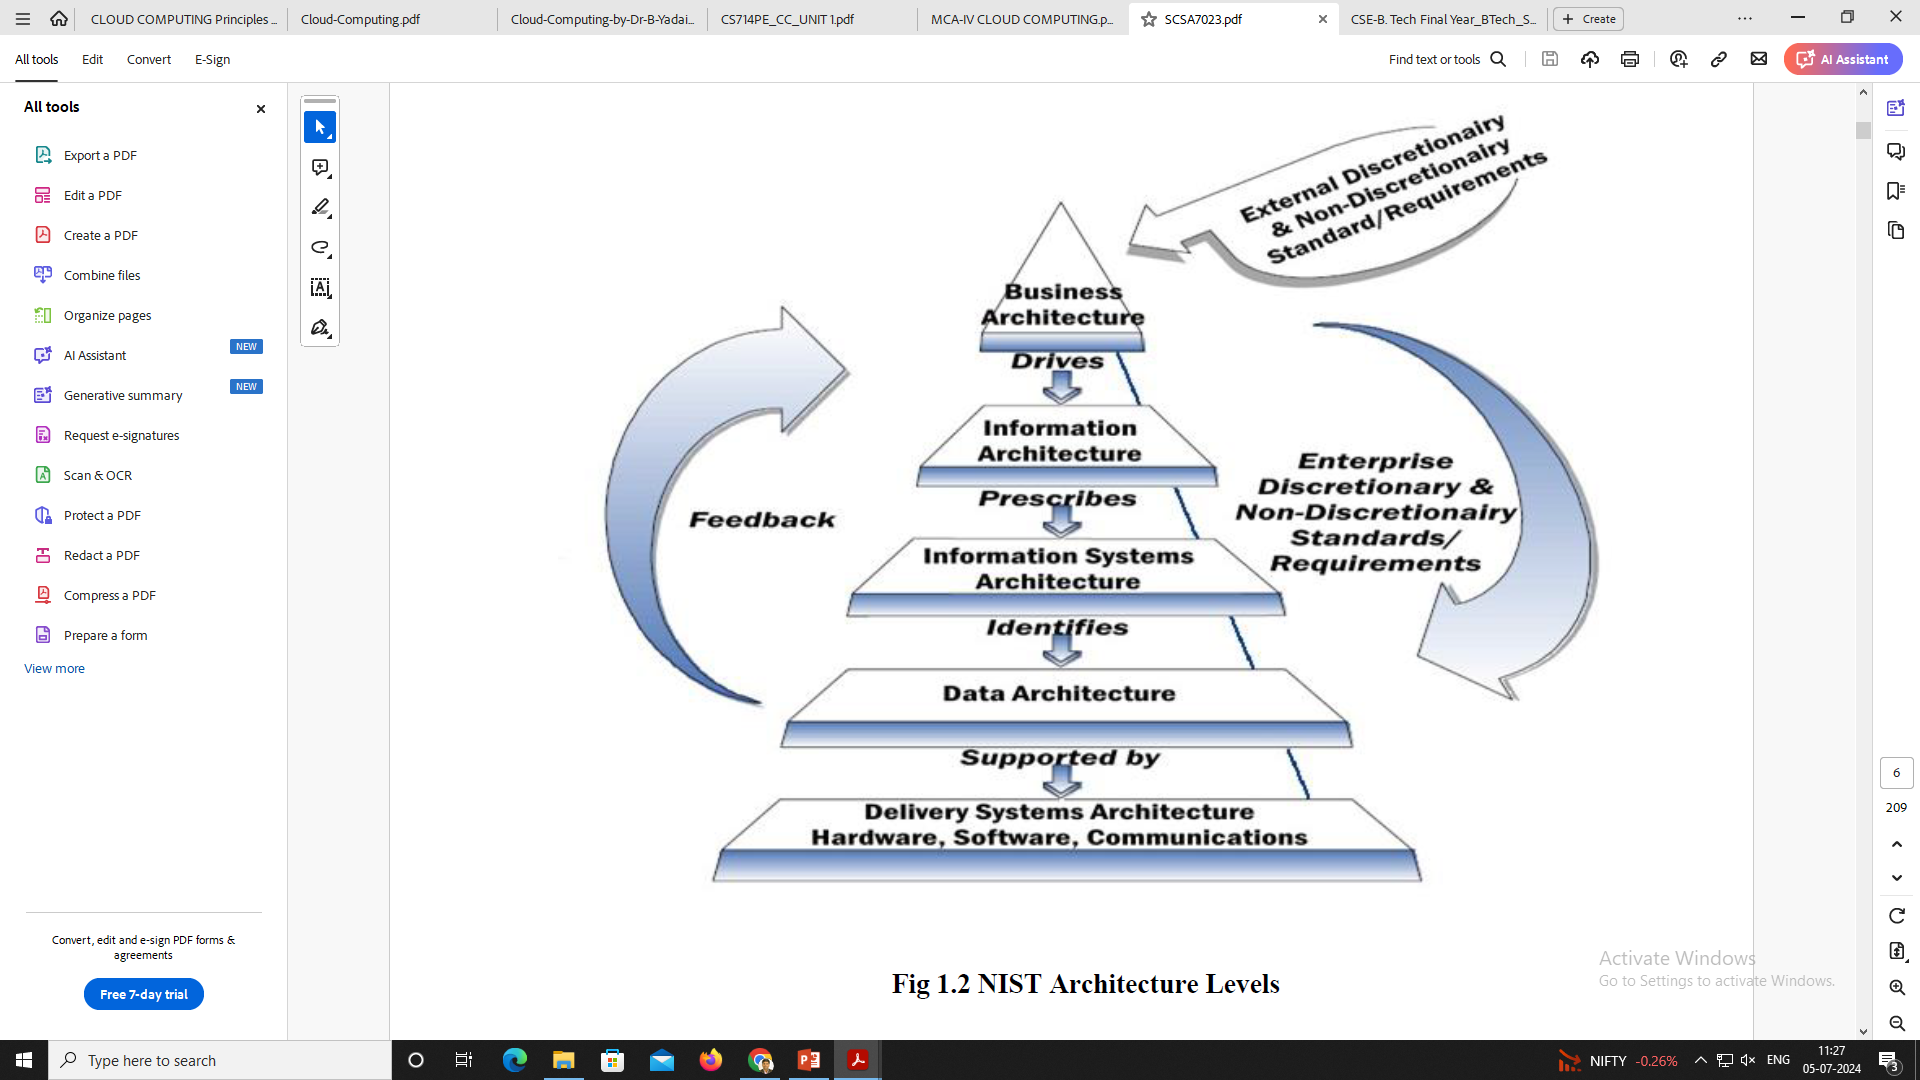 CLOUD COMPUTING Principles ...
Cloud-Computing.pdf
Cloud-Computing-by-Dr-B-Yadai...
CS714PE_CC_UNIT 1.pdf
MCA-IV CLOUD COMPUTING.p...
SCSA7023.pdf
CSE-B. Tech Final Year_BTech_S...
Create
All tools
Edit
Convert
E-Sign
Find text or tools
AI Assistant
All tools
Export a PDF
Edit a PDF
Create a PDF
Combine files
Organize pages
AI Assistant
NEW
Generative summary
NEW
Request e-signatures
Scan & OCR
Protect a PDF
Redact a PDF
Compress a PDF
Prepare a form
View more
Convert, edit and e-sign PDF forms &
agreements
Free 7-day trial
External Discretionairy
& Non-Discretionairy
Standard/Requirements
Business
Architecture
Drives
Information
Architecture
Prescribes
Information Systems
Architecture
Identifies
Data Architecture
Supported by
Delivery Systems Architecture
Hardware, Software, Communications
Feedback
Enterprise
Discretionary &
Non-Discretionairy
Standards/
Requirements
Fig 1.2 NIST Architecture Levels
6
209
Activate Windows
Go to Settings to activate Windows.
Type here to search
NIFTY -0.26%
ENG
11:27
05-07-2024
3